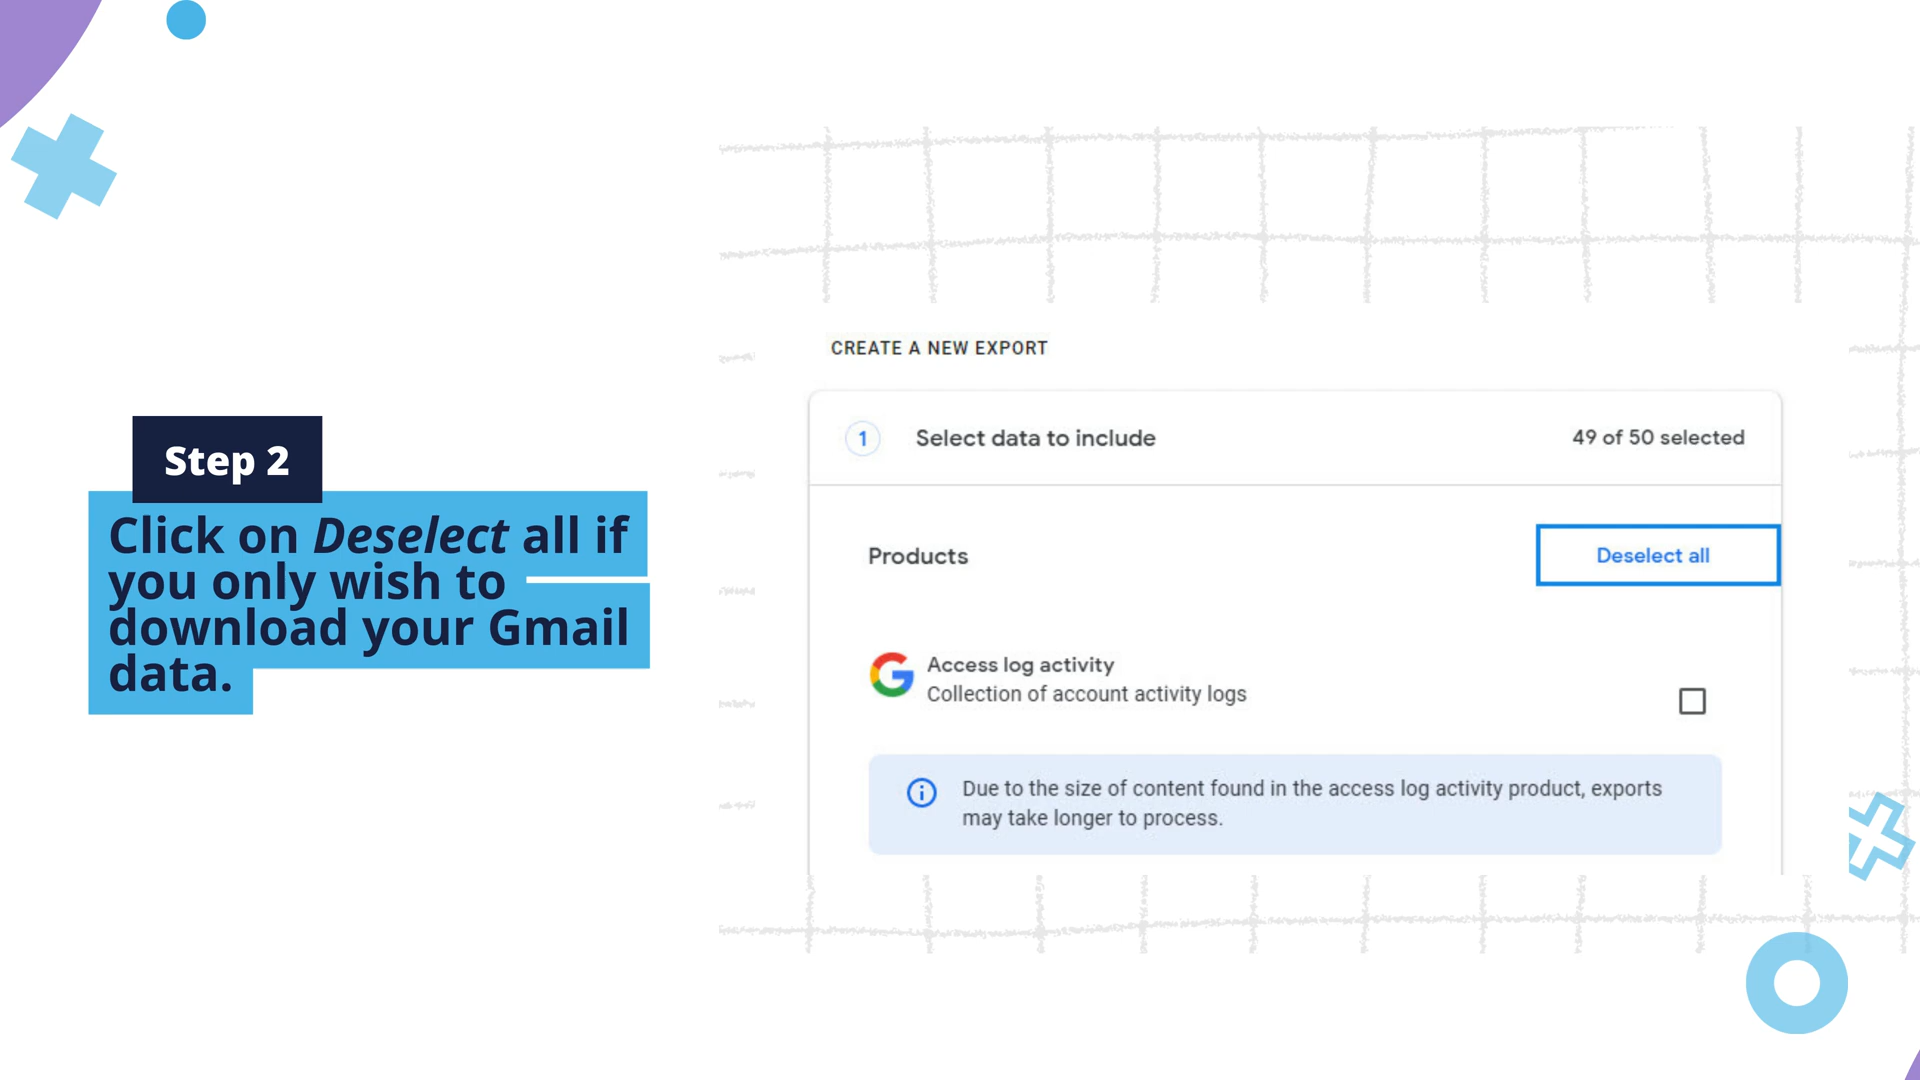 Step 2
Click on Deselect all if
you only wish to
download your Gmail
data.
CREATE A NEW EXPORT
1 Select data to include 49 of 50 selected
Products Deselect all
Access log activity
Collection of account activity logs
Due to the size of content found in the access log activity product, exports
may take longer to process.